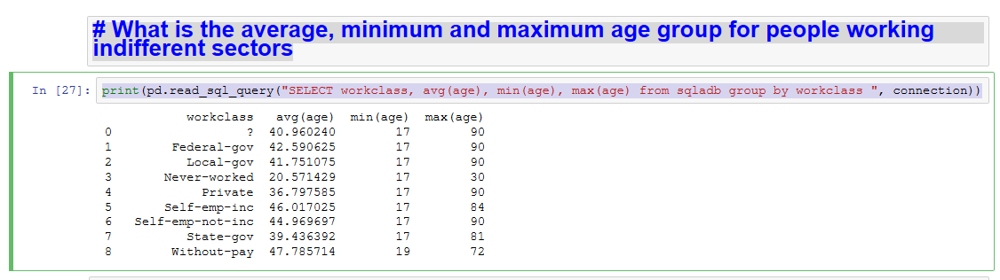 # What is the average, minimum and maximum age group for people working
indifferent sectors
In [27]: print(pd.read_sql_query("SELECT workclass, avg(age), min(age), max(age) from sqladb group by workclass ", connection))
workclass avg(age) min(age) max(age)
0 ? 40.960240 17 90
1 Federal-gov 42.590625 17 90
2 Local-gov 41.751075 17 90
3 Never-worked 20.571429 17 30
4 Private 36.797585 17 90
5 Self-emp-inc 46.017025 17 84
6 Self-emp-not-inc 44.969697 17 90
7 State-gov 39.436392 17 81
8 Without-pay 47.785714 19 72